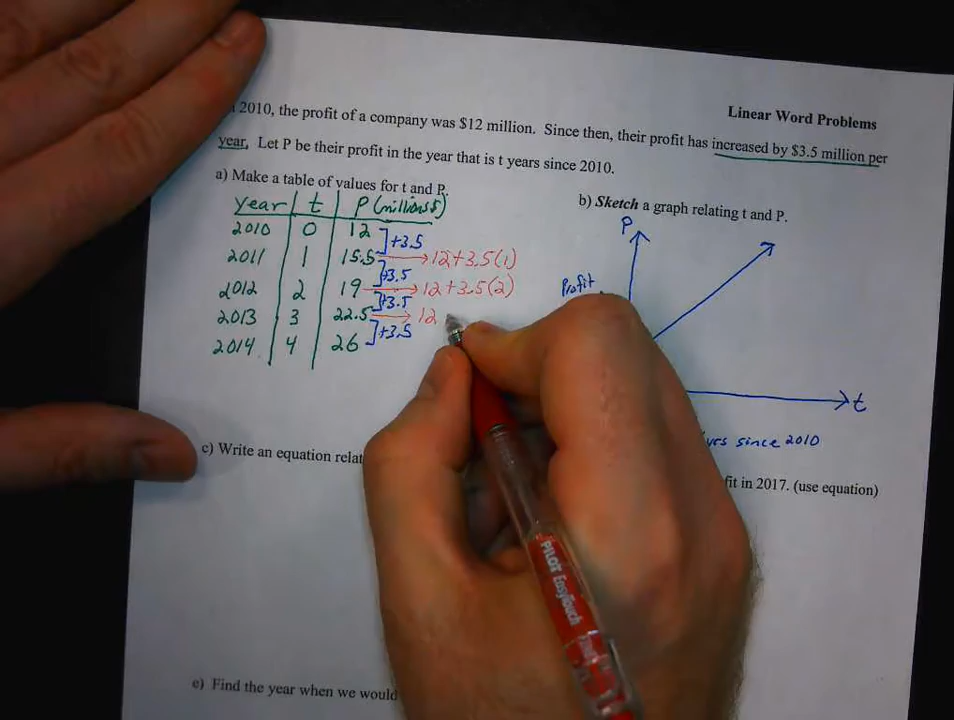 Linear Word Problems
2010, the profit of a company was $12 million. Since then, their profit has increased by $3.5 million per
year. Let P be their profit in the year that is t years since 2010.
a) Make a table of values for t and P.
year t P (millions $)
2010 0 12
+3.5
2011 1 15.5 → 12+3.5(1)
+3.5
2012 2 19 → 12+3.5(2)
+3.5
2013 3 22.5 → 12
+3.5
2014 4 26
b) Sketch a graph relating t and P.
P
Profit
t
yrs since 2010
c) Write an equation
fit in 2017. (use equation)
e) Find the year when we would
PILOT EasyTouch